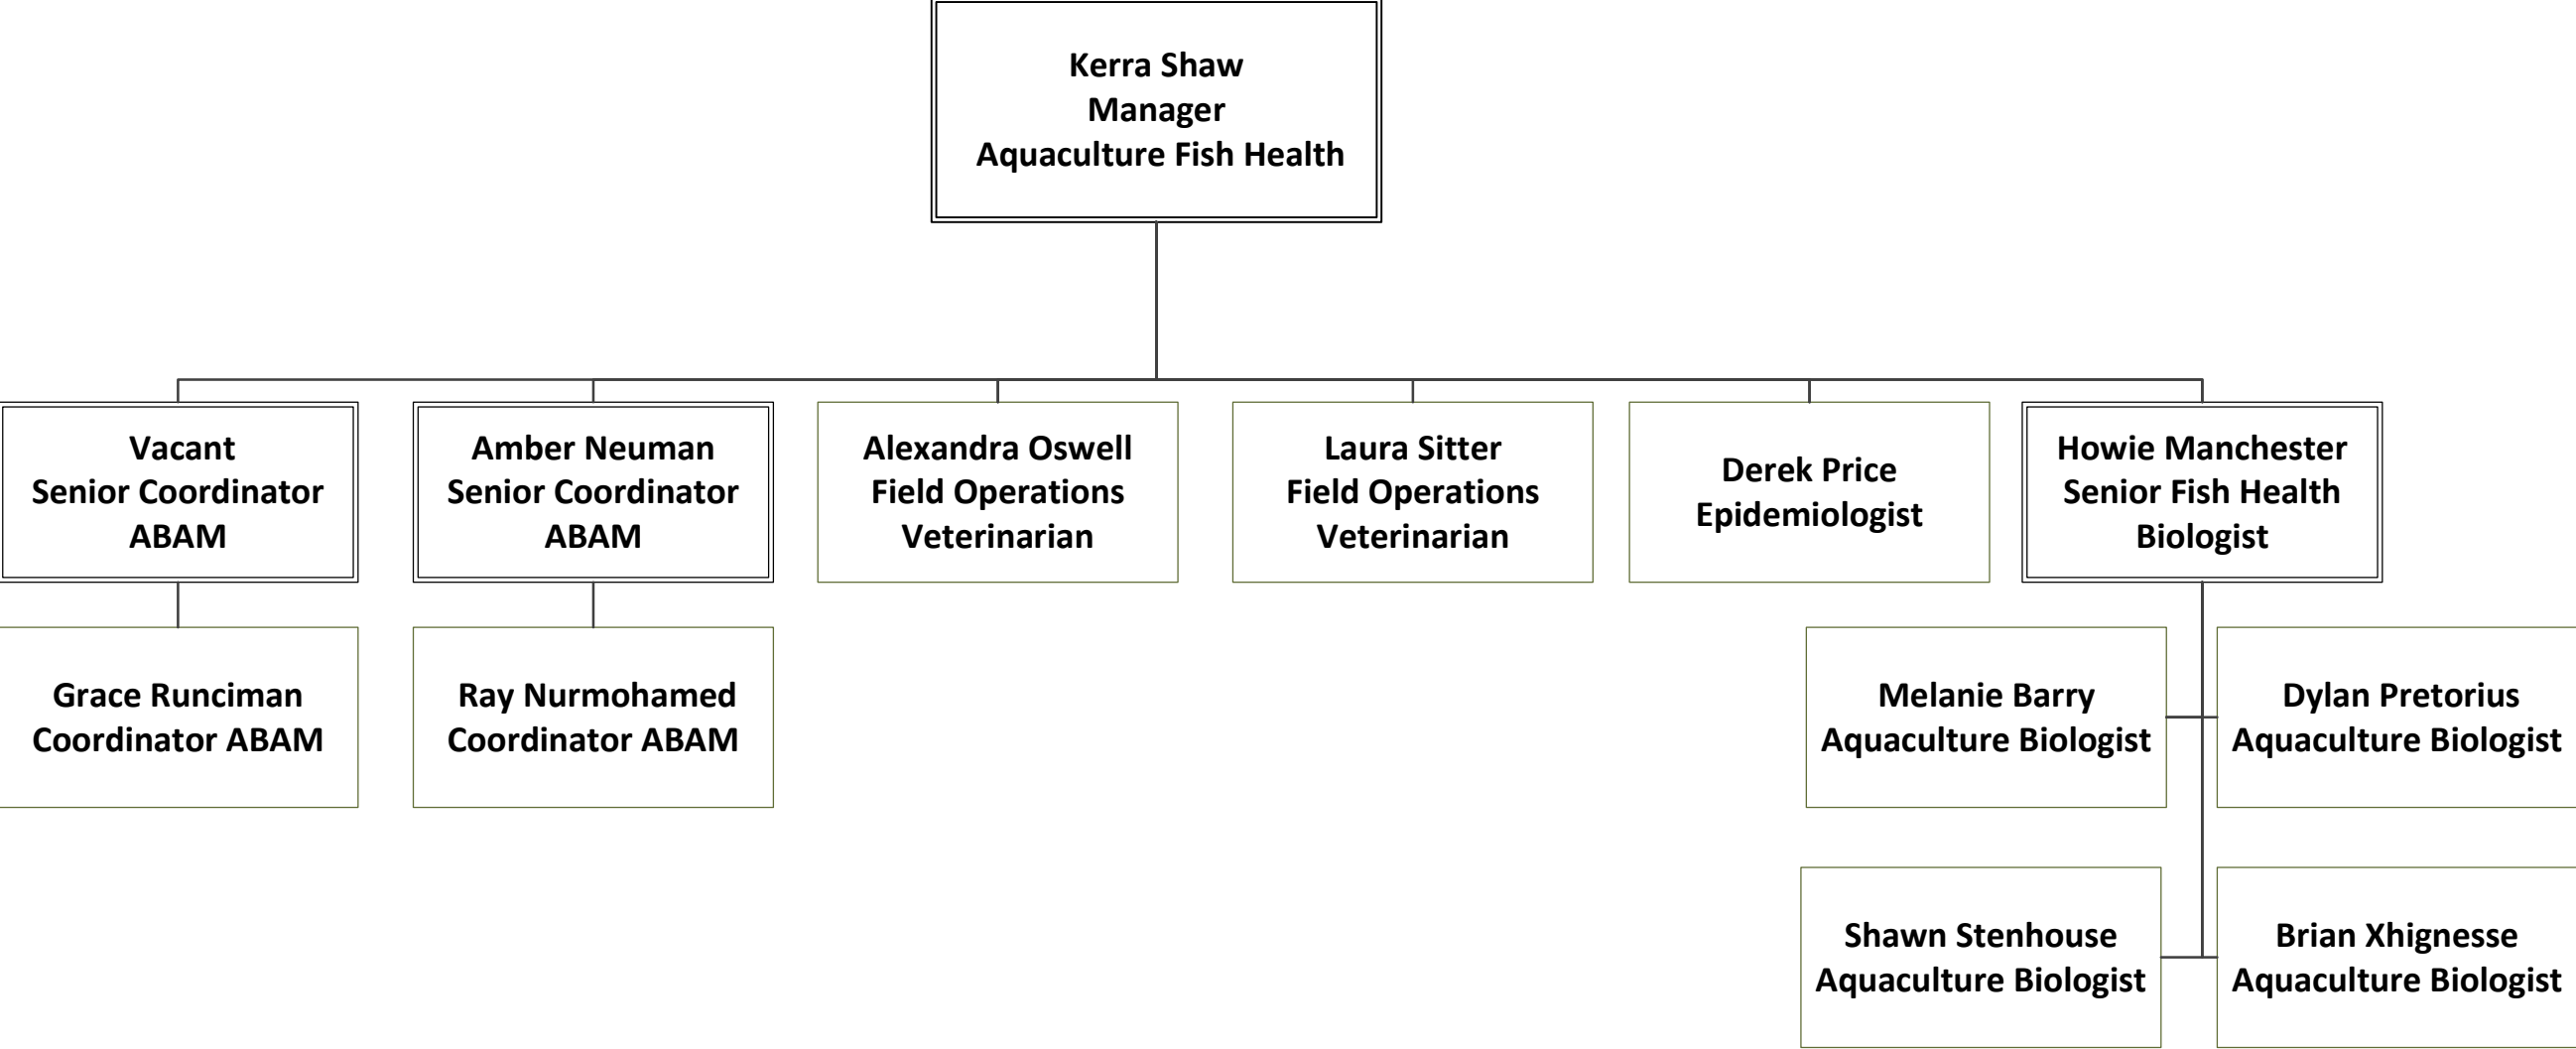 Kerra Shaw
Manager
Aquaculture Fish Health
Vacant
Senior Coordinator
ABAM
Amber Neuman
Senior Coordinator
ABAM
Alexandra Oswell
Field Operations
Veterinarian
Laura Sitter
Field Operations
Veterinarian
Derek Price
Epidemiologist
Howie Manchester
Senior Fish Health
Biologist
Grace Runciman
Coordinator ABAM
Ray Nurmohamed
Coordinator ABAM
Melanie Barry
Aquaculture Biologist
Dylan Pretorius
Aquaculture Biologist
Shawn Stenhouse
Aquaculture Biologist
Brian Xhignesse
Aquaculture Biologist